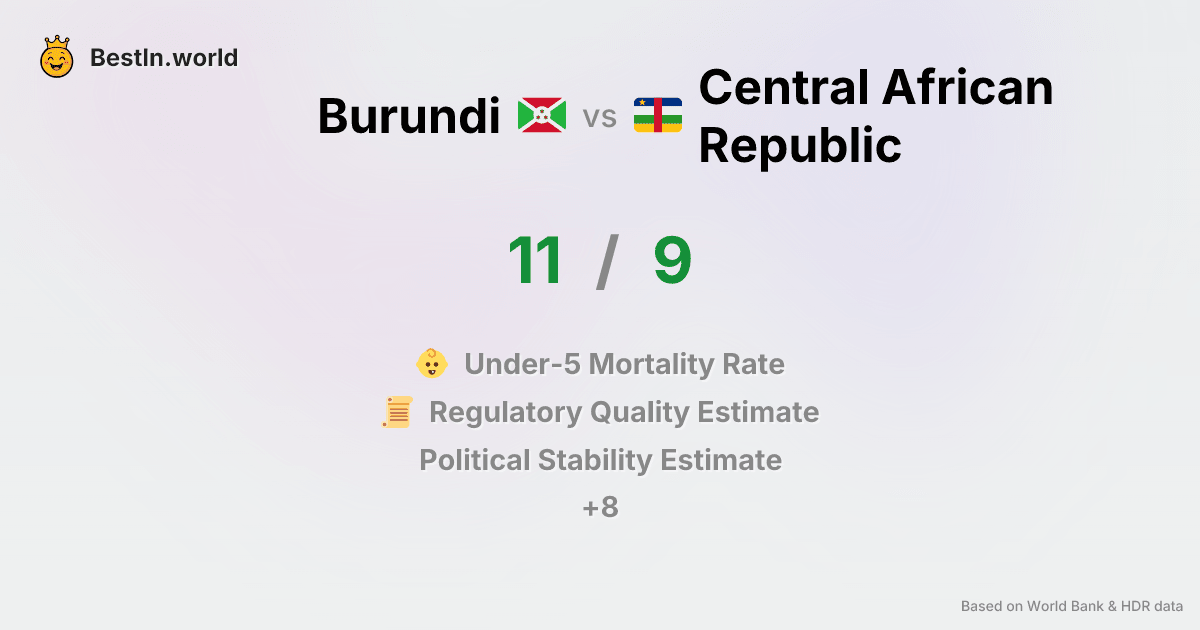 BestIn.world
Burundi vs Central African
Republic
11 / 9
Under-5 Mortality Rate
Regulatory Quality Estimate
Political Stability Estimate
+8
Based on World Bank & HDR data